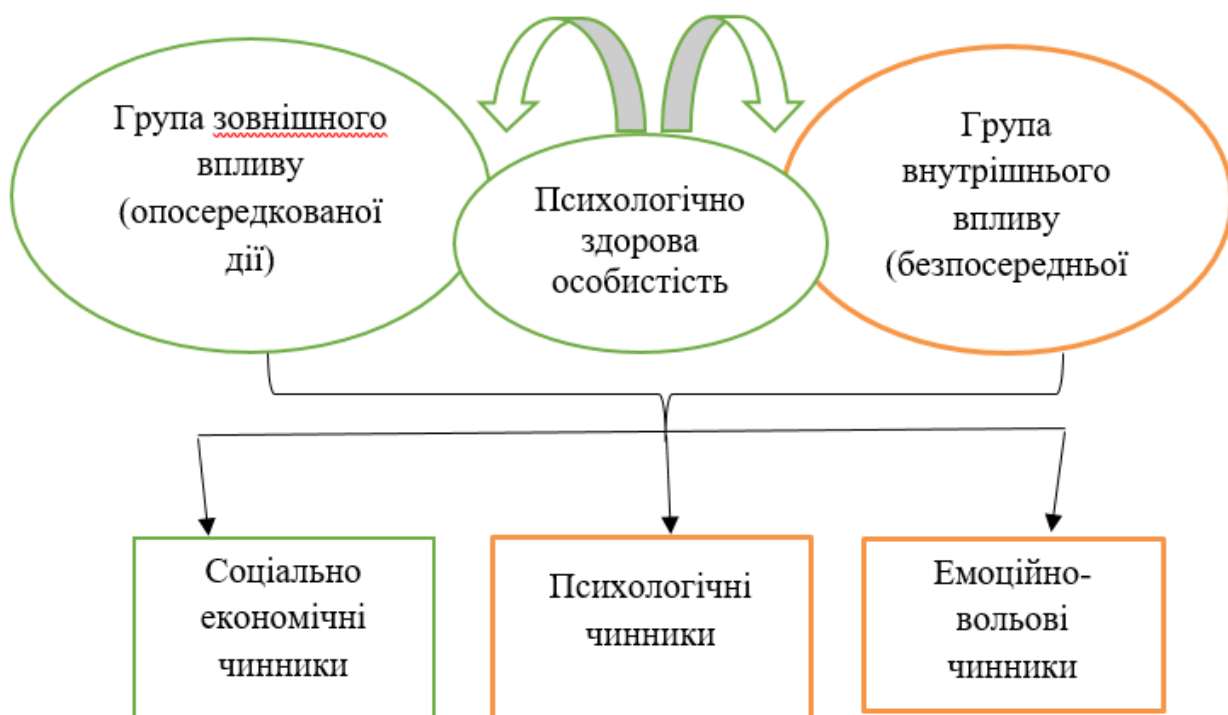 Група зовнішного
впливу
(опосередкованої
дії)
Психологічно
здорова
особистість
Група
внутрішнього
впливу
(безпосередньої
Соціально
економічні
чинники
Психологічні
чинники
Емоційно-
вольові
чинники